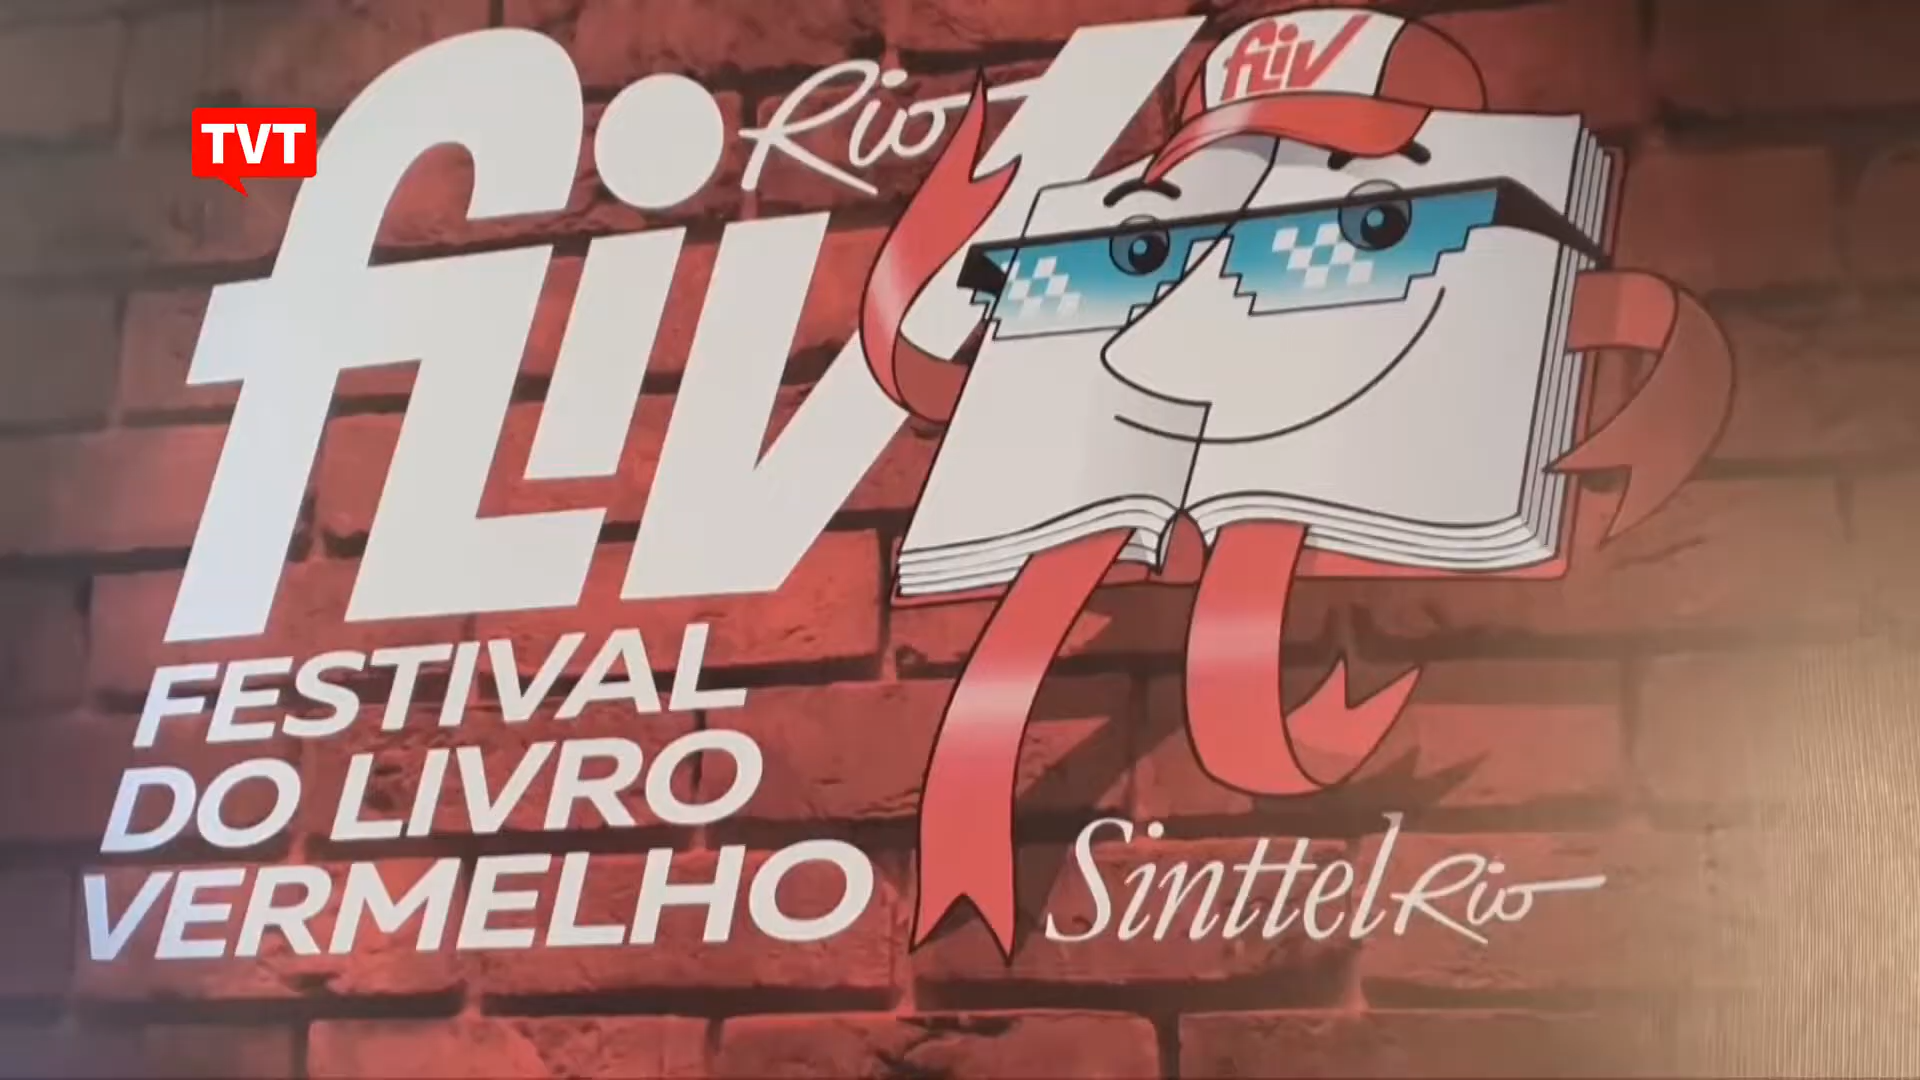 TVT
fliv Rio
fliv
FESTIVAL
DO LIVRO
VERMELHO
Sinttel Rio